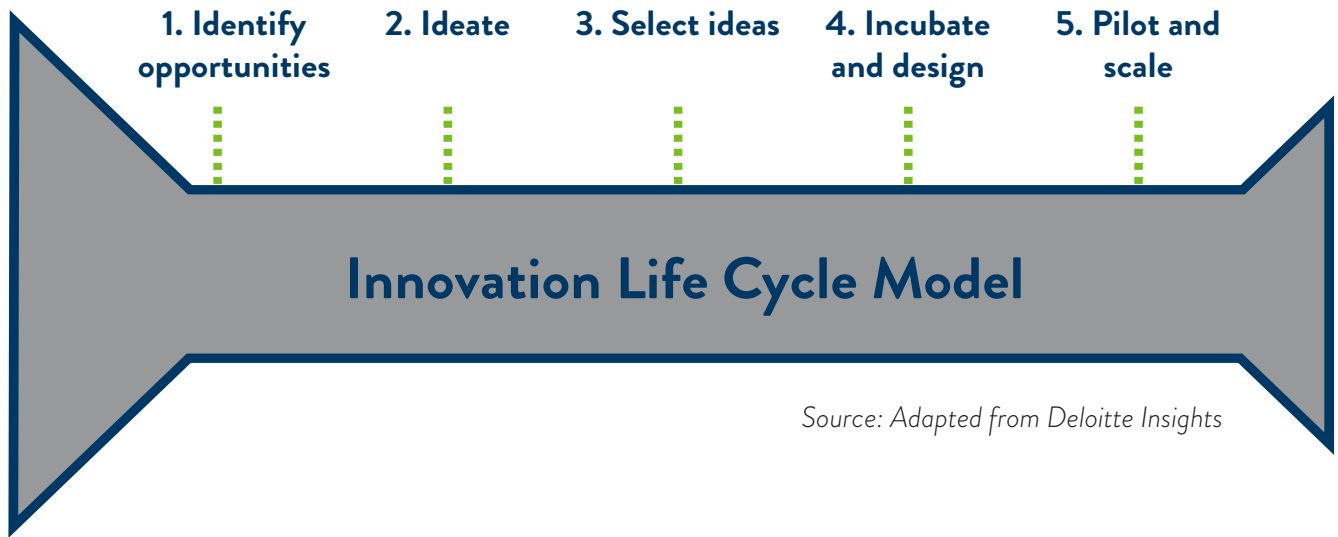 1. Identify
opportunities
2. Ideate
3. Select ideas
4. Incubate
and design
5. Pilot and
scale
Innovation Life Cycle Model
Source: Adapted from Deloitte Insights